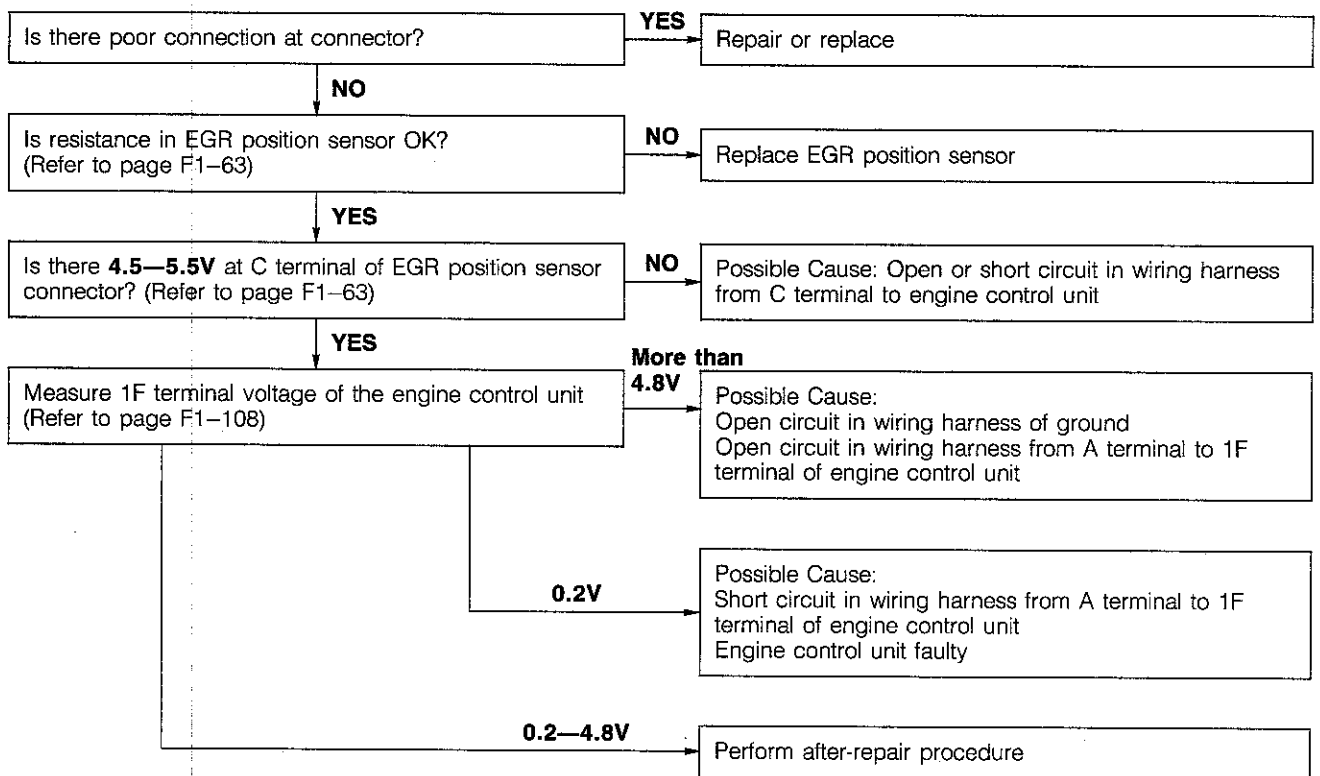 Is there poor connection at connector?
YES
Repair or replace
NO
Is resistance in EGR position sensor OK?
(Refer to page F1–63)
NO
Replace EGR position sensor
YES
Is there 4.5—5.5V at C terminal of EGR position sensor
connector? (Refer to page F1–63)
NO
Possible Cause: Open or short circuit in wiring harness
from C terminal to engine control unit
YES
Measure 1F terminal voltage of the engine control unit
(Refer to page F1–108)
More than
4.8V
Possible Cause:
Open circuit in wiring harness of ground
Open circuit in wiring harness from A terminal to 1F
terminal of engine control unit
0.2V
Possible Cause:
Short circuit in wiring harness from A terminal to 1F
terminal of engine control unit
Engine control unit faulty
0.2—4.8V
Perform after-repair procedure